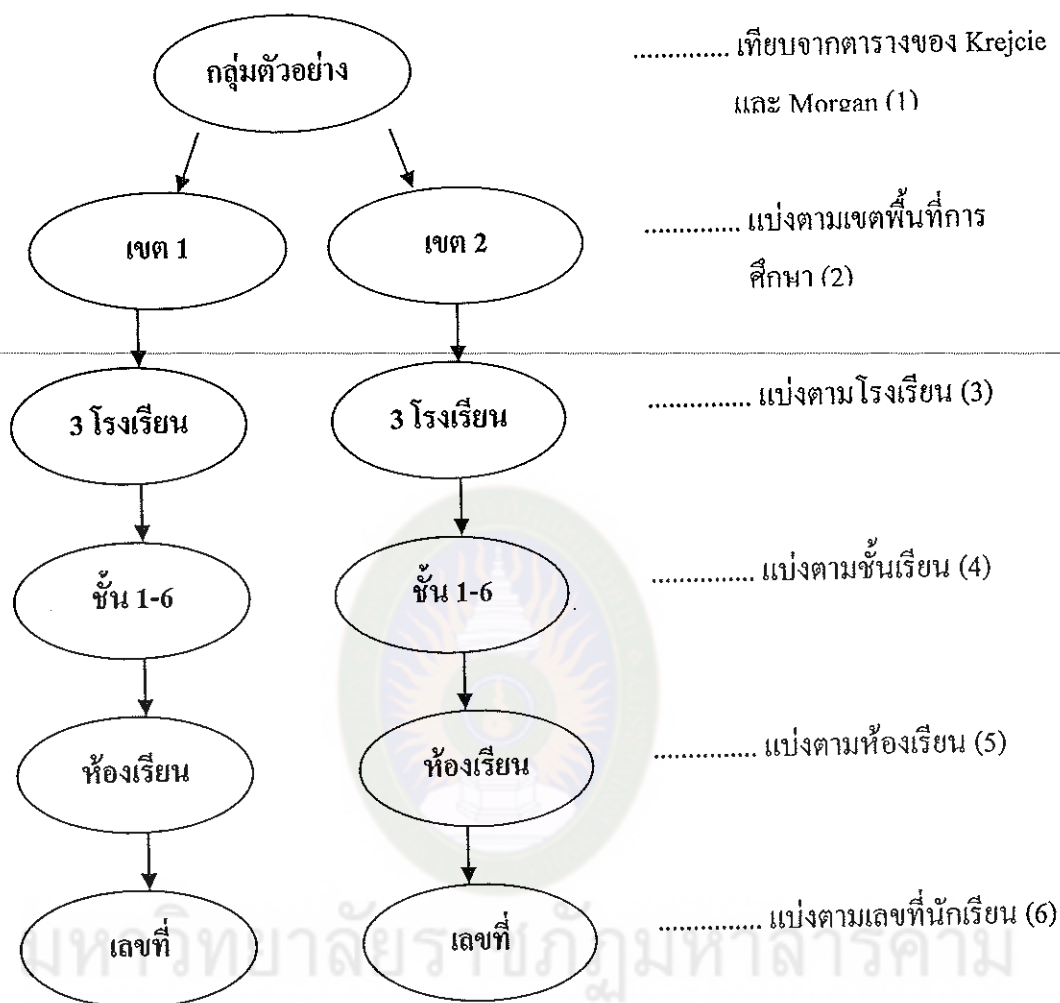 กลุ่มตัวอย่าง
.............. เทียบจากตารางของ Krejcie
และ Morgan (1)
เขต 1
เขต 2
.............. แบ่งตามเขตพื้นที่การ
ศึกษา (2)
3 โรงเรียน
3 โรงเรียน
............... แบ่งตามโรงเรียน (3)
ชั้น 1-6
ชั้น 1-6
............... แบ่งตามชั้นเรียน (4)
ห้องเรียน
ห้องเรียน
............... แบ่งตามห้องเรียน (5)
เลขที่
เลขที่
............... แบ่งตามเลขที่นักเรียน (6)
มหาวิทยาลัยราชภัฏมหาสารคาม